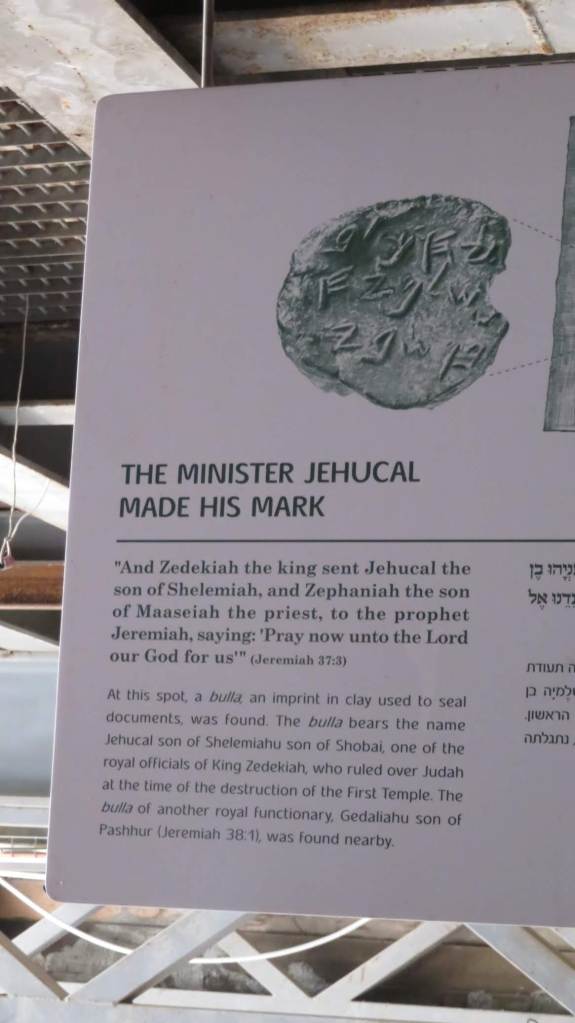 THE MINISTER JEHUCAL
MADE HIS MARK
"And Zedekiah the king sent Jehucal the
son of Shelemiah, and Zephaniah the son
of Maaseiah the priest, to the prophet
Jeremiah, saying: 'Pray now unto the Lord
our God for us'" (Jeremiah 37:3)
At this spot, a bulla, an imprint in clay used to seal
documents, was found. The bulla bears the name
Jehucal son of Shelemiahu son of Shobai, one of the
royal officials of King Zedekiah, who ruled over Judah
at the time of the destruction of the First Temple. The
bulla of another royal functionary, Gedaliahu son of
Pashhur (Jeremiah 38:1), was found nearby.
בֶן
אֶל
תעודת
בן
הראשון.
נתגלתה